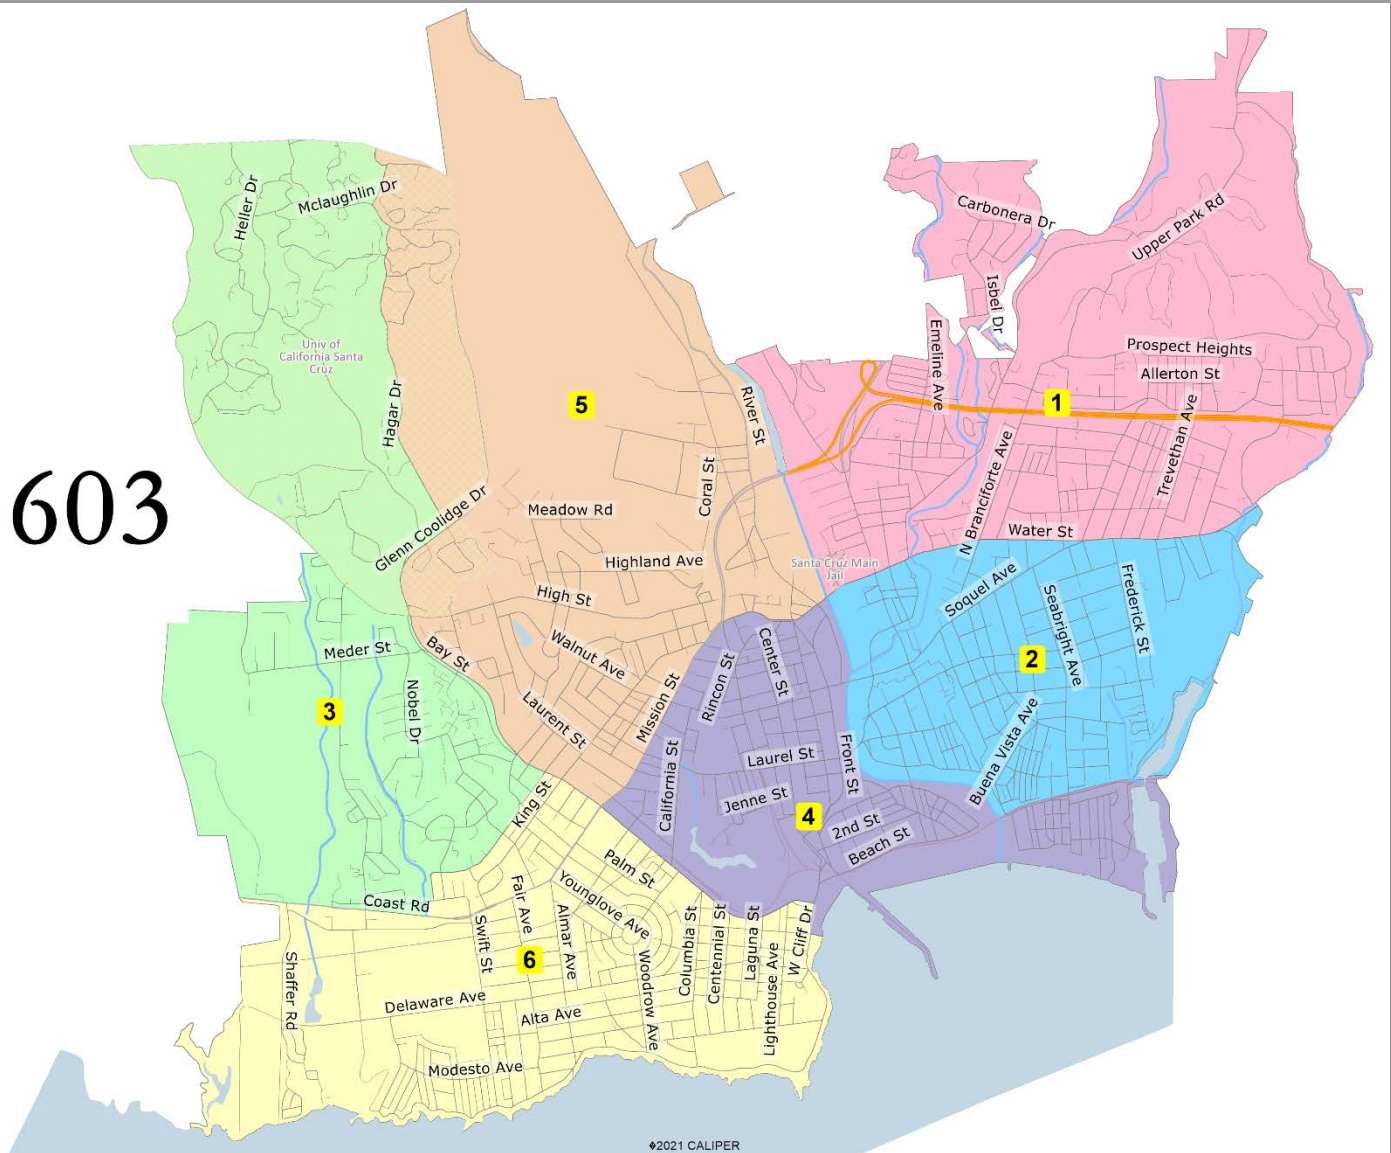 Heller Dr
Mclaughlin Dr
Carbonera Dr
Upper Park Rd
Isbel Dr
Emeline Ave
Univ of
California Santa
Cruz
Prospect Heights
Allerton St
Hagar Dr
5
River St
1
Trevethan Ave
603
Coral St
N Branciforte Ave
Glenn Coolidge Dr
Meadow Rd
Water St
Highland Ave
Santa Cruz Main
Jail
High St
Soquel Ave
Seabright Ave
Frederick St
Meder St
Bay St
Walnut Ave
Center St
Rincon St
2
3
Nobel Dr
Laurent St
Mission St
Buena Vista Ave
California St
Laurel St
Front St
King St
Jenne St
4
2nd St
Beach St
Palm St
Coast Rd
Fair Ave
Younglove Ave
Swift St
Almar Ave
6
Columbia St
Centennial St
Laguna St
Lighthouse Ave
W Cliff Dr
Shaffer Rd
Woodrow Ave
Delaware Ave
Alta Ave
Modesto Ave
�2021 CALIPER